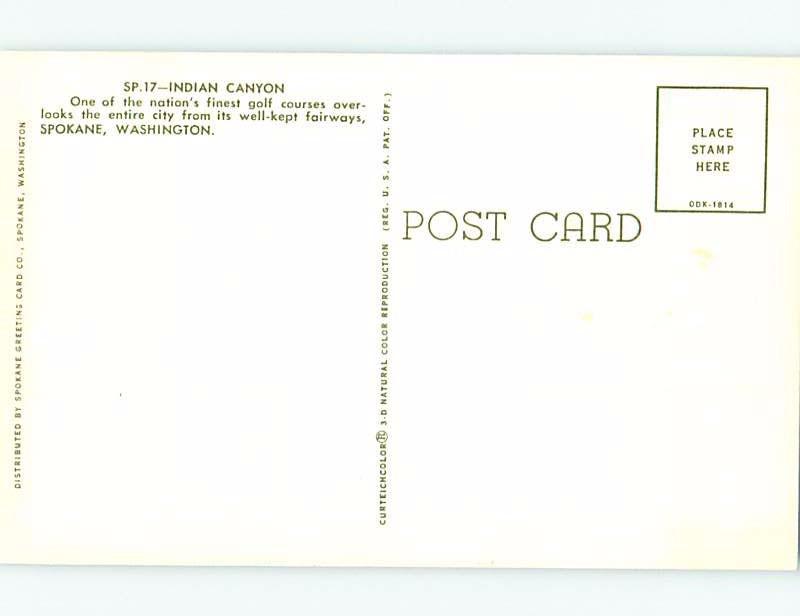 SP.17—INDIAN CANYON
One of the nation's finest golf courses over-
looks the entire city from its well-kept fairways,
SPOKANE, WASHINGTON.
DISTRIBUTED BY SPOKANE GREETING CARD CO., SPOKANE, WASHINGTON
CURTEICHCOLOR® 3-D NATURAL COLOR REPRODUCTION (REG. U. S. A. PAT. OFF.)
POST CARD
PLACE
STAMP
HERE
ODK-1814